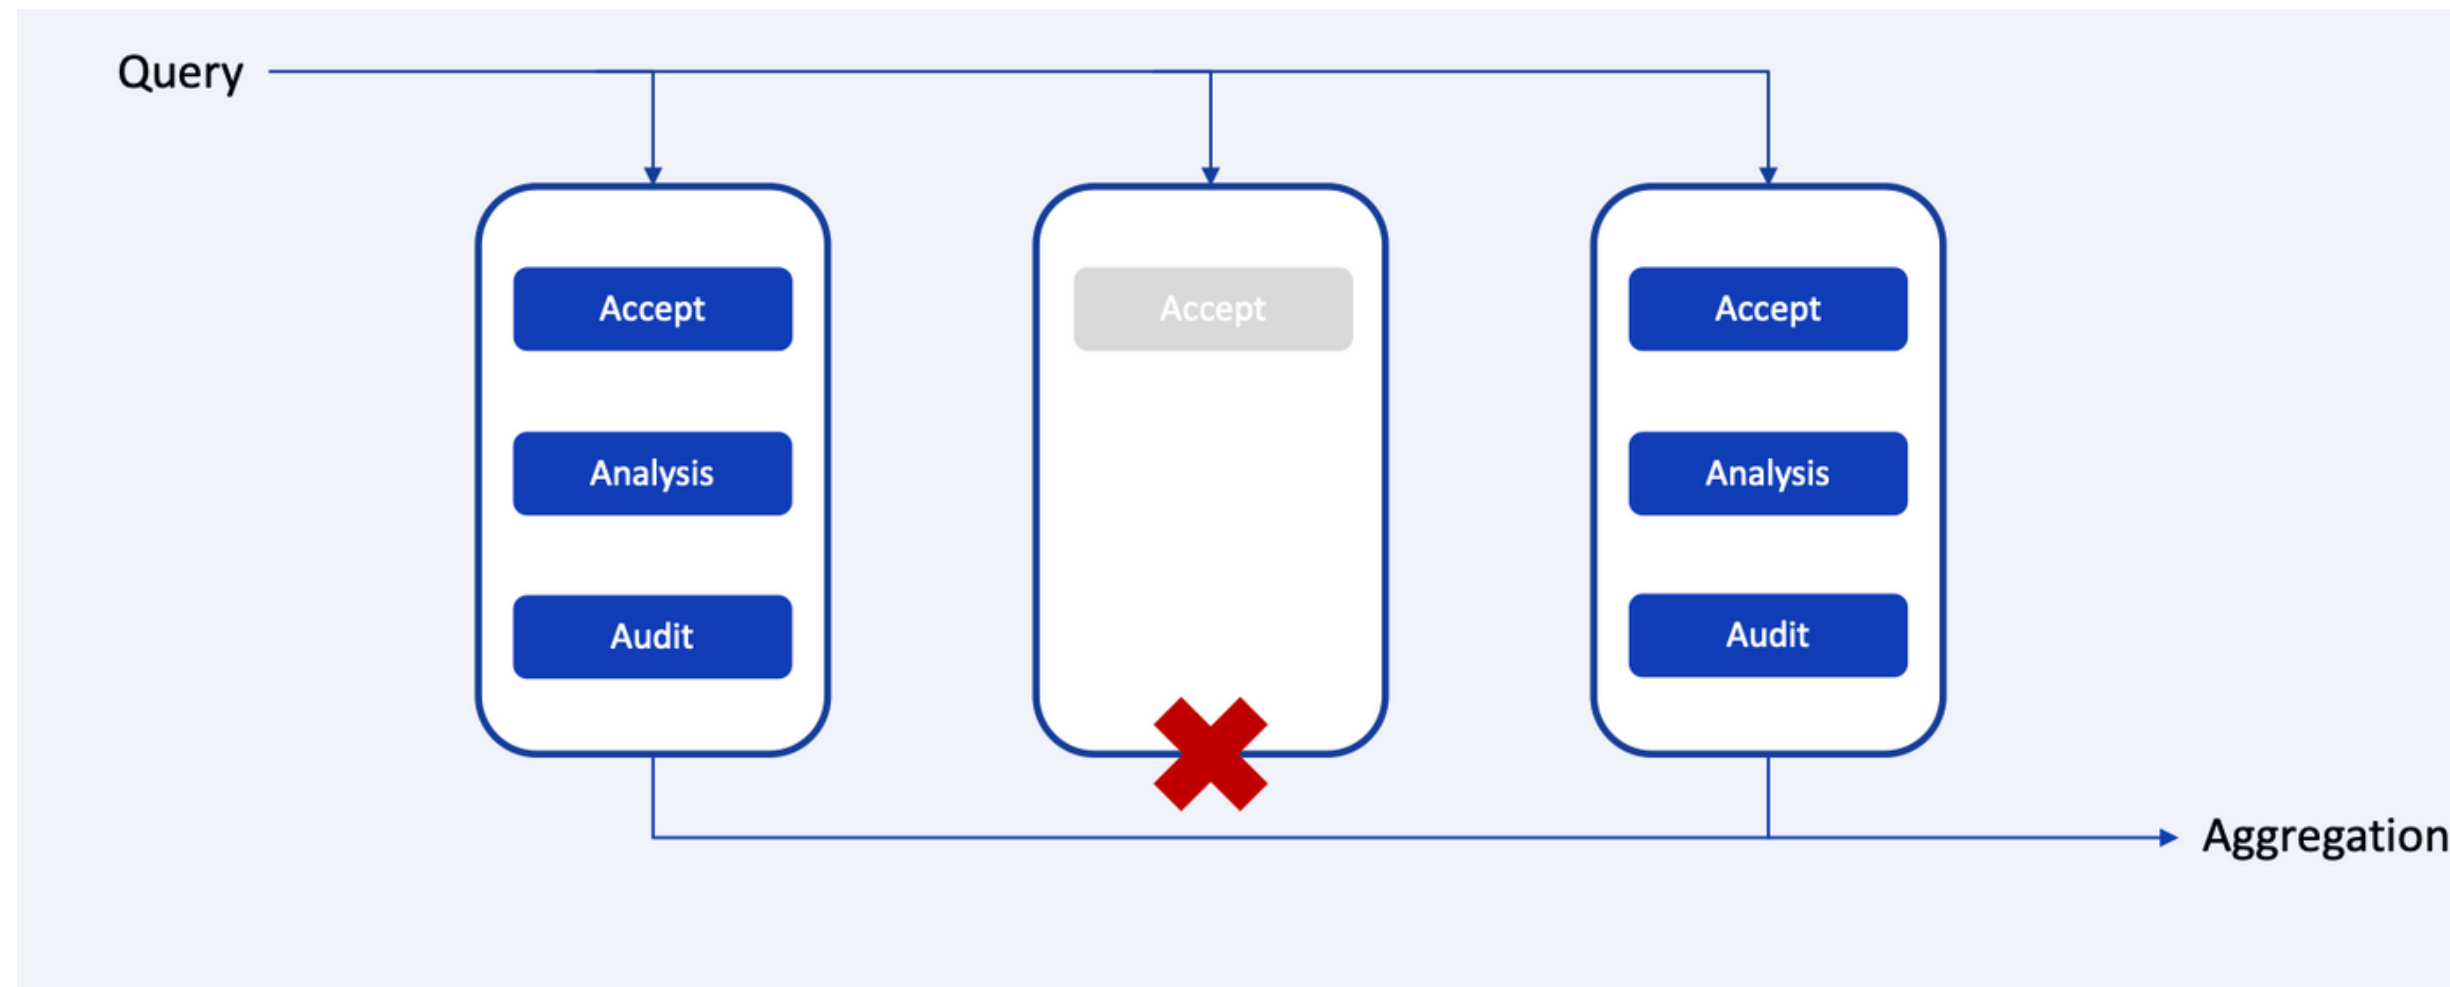 Query
Accept
Analysis
Audit
Accept
Accept
Analysis
Audit
Aggregation